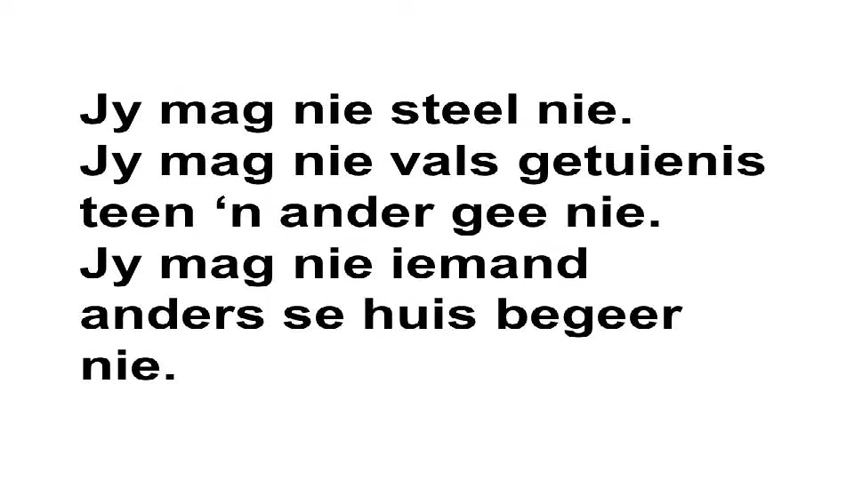 Jy mag nie steel nie.
Jy mag nie vals getuienis
teen ‘n ander gee nie.
Jy mag nie iemand
anders se huis begeer
nie.